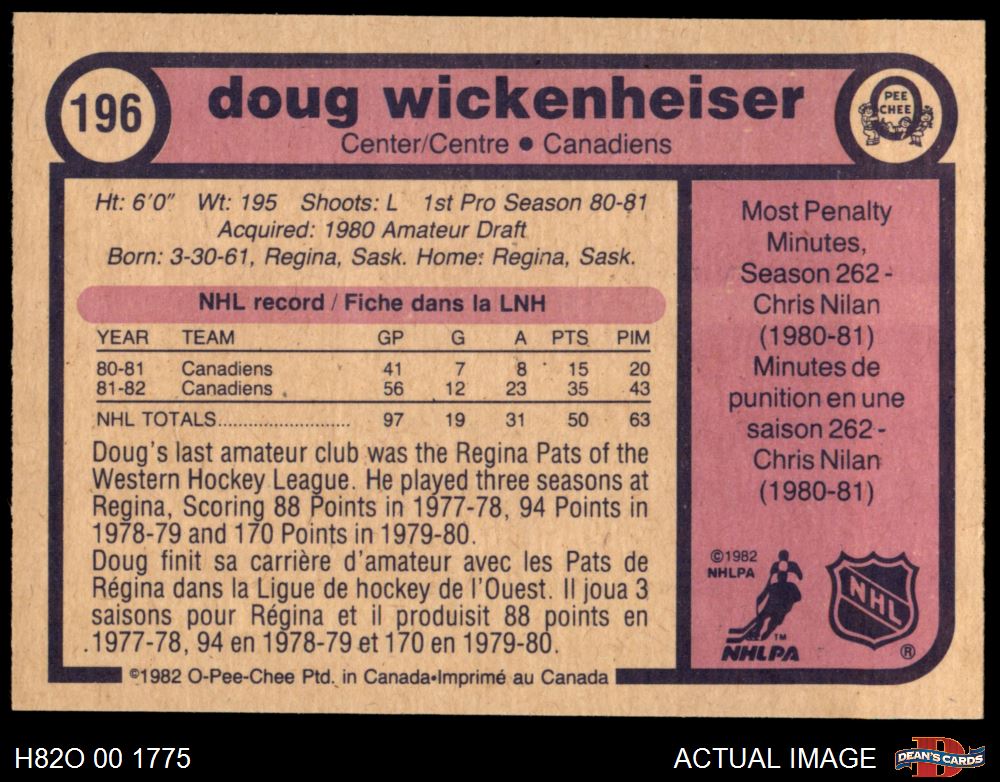 196
doug wickenheiser
Center/Centre • Canadiens
PEE
CHEE
Ht: 6'0" Wt: 195 Shoots: L 1st Pro Season 80-81
Acquired: 1980 Amateur Draft
Born: 3-30-61, Regina, Sask. Home: Regina, Sask.
NHL record / Fiche dans la LNH
YEAR TEAM GP G A PTS PIM
80-81 Canadiens 41 7 8 15 20
81-82 Canadiens 56 12 23 35 43
NHL TOTALS............................ 97 19 31 50 63
Doug's last amateur club was the Regina Pats of the
Western Hockey League. He played three seasons at
Regina, Scoring 88 Points in 1977-78, 94 Points in
1978-79 and 170 Points in 1979-80.
Doug finit sa carrière d'amateur avec les Pats de
Régina dans la Ligue de hockey de l'Ouest. Il joua 3
saisons pour Régina et il produisit 88 points en
1977-78, 94 en 1978-79 et 170 en 1979-80.
©1982 O-Pee-Chee Ptd. in Canada•Imprimé au Canada
Most Penalty
Minutes,
Season 262 -
Chris Nilan
(1980-81)
Minutes de
punition en une
saison 262 -
Chris Nilan
(1980-81)
©1982
NHLPA
TM
NHLPA
NHL
®
H82O 00 1775
ACTUAL IMAGE
D
DEAN'S CARDS